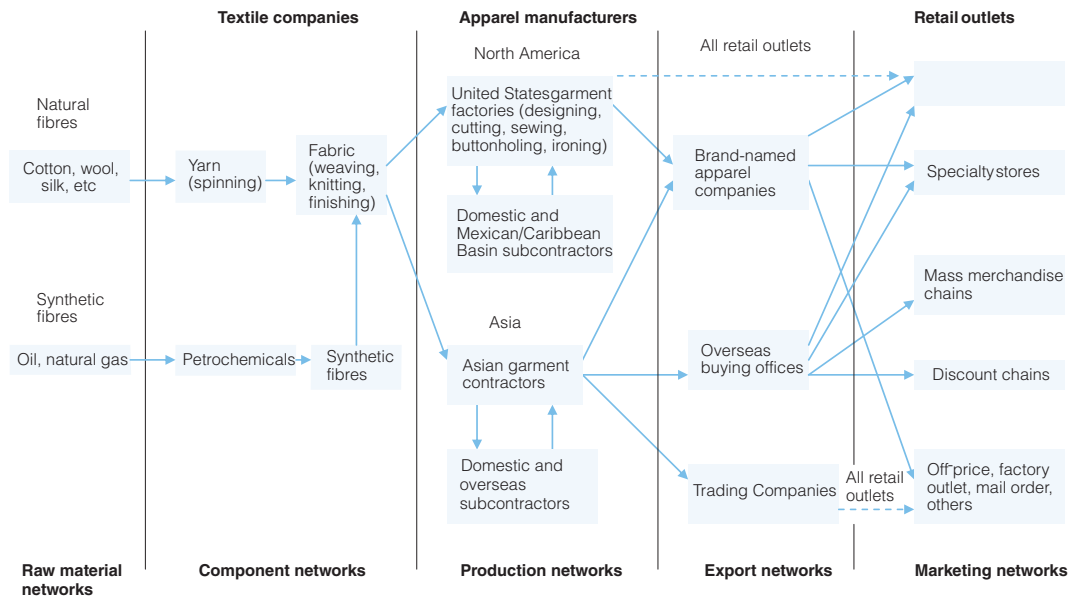 Textile companies
Apparel manufacturers
Retail outlets
North America
All retail outlets
Natural
fibres
Cotton, wool,
silk, etc
Yarn
(spinning)
Fabric
(weaving,
knitting,
finishing)
United Statesgarment
factories (designing,
cutting, sewing,
buttonholing, ironing)
Domestic and
Mexican/Caribbean
Basin subcontractors
Brand-named
apparel
companies
Specialty stores
Synthetic
fibres
Oil, natural gas
Petrochemicals
Synthetic
fibres
Asia
Asian garment
contractors
Domestic and
overseas
subcontractors
Overseas
buying offices
Trading Companies
All retail
outlets
Mass merchandise
chains
Discount chains
Off-price, factory
outlet, mail order,
others
Raw material
networks
Component networks
Production networks
Export networks
Marketing networks